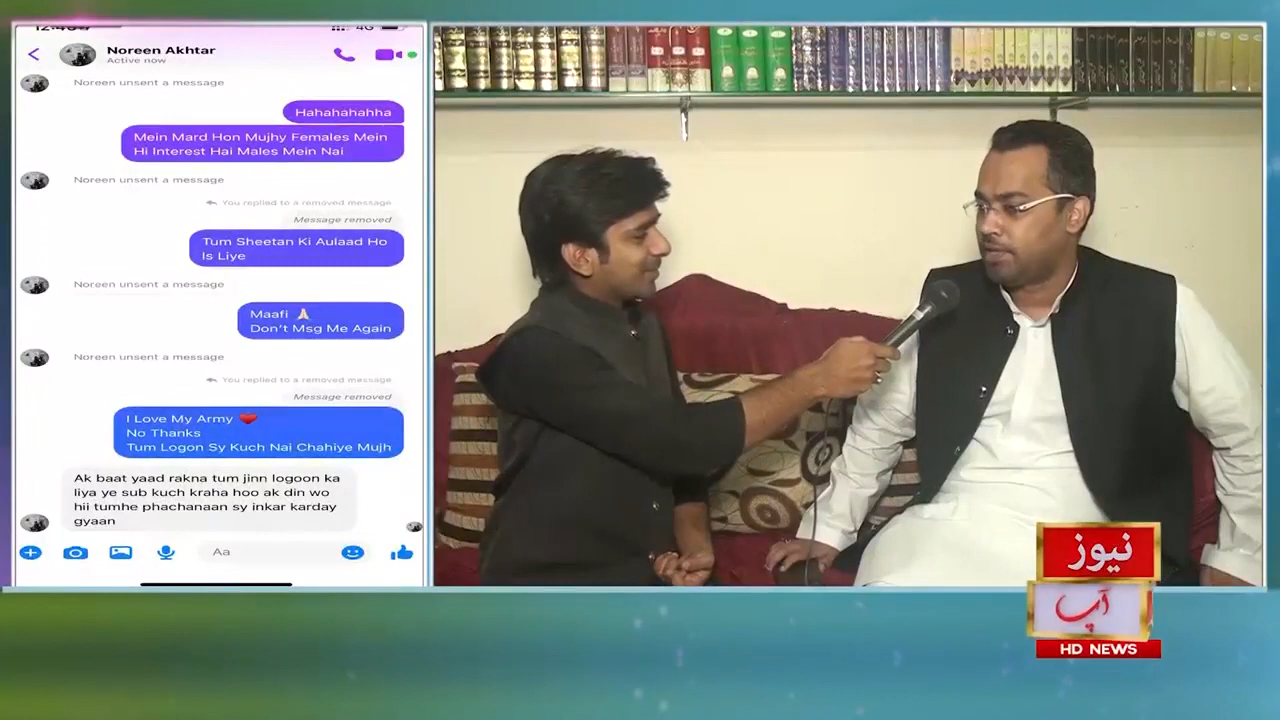 4G
Noreen Akhtar
Active now
Noreen unsent a message
Hahahahahha
Mein Mard Hon Mujhy Females Mein
Hi Interest Hai Males Mein Nai
Noreen unsent a message
You replied to a removed message
Message removed
Tum Sheetan Ki Aulaad Ho
Is Liye
Noreen unsent a message
Maafi 🙏🏻
Don't Msg Me Again
Noreen unsent a message
You replied to a removed message
Message removed
I Love My Army ❤️
No Thanks
Tum Logon Sy Kuch Nai Chahiye Mujh
Ak baat yaad rakna tum jinn logoon ka
liya ye sub kuch kraha hoo ak din wo
hii tumhe phachanaan sy inkar karday
gyaan
Aa
نیوز
آپ
HD NEWS